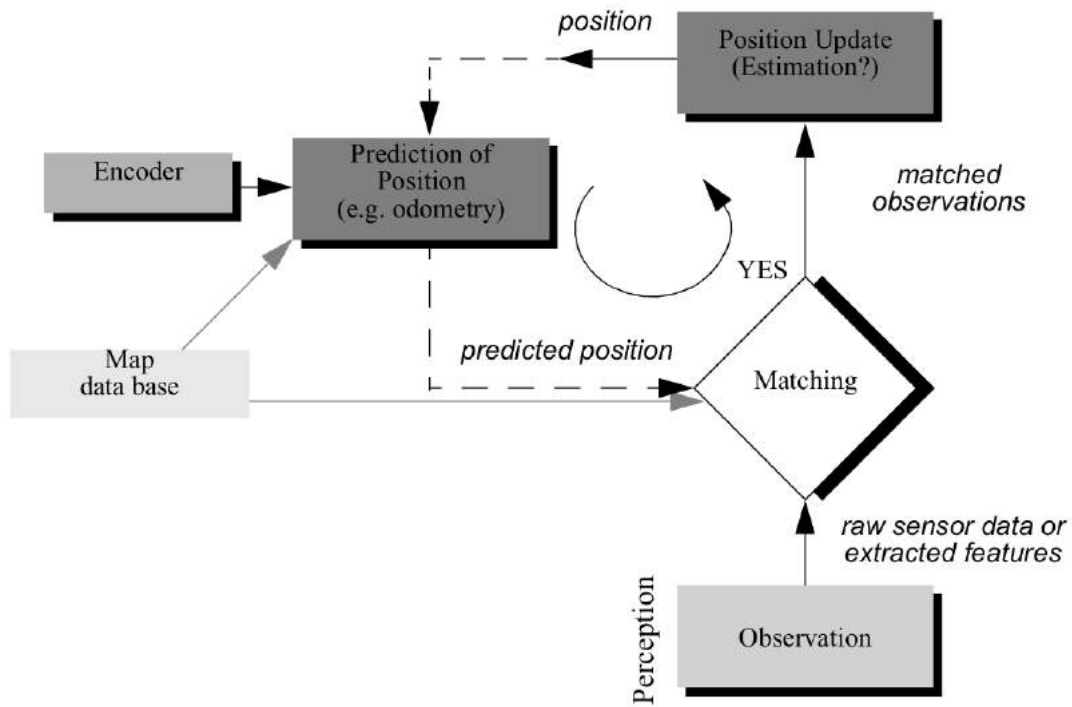 position
Position Update
(Estimation?)
Encoder
Prediction of
Position
(e.g. odometry)
matched
observations
YES
Map
data base
predicted position
Matching
raw sensor data or
extracted features
Perception
Observation